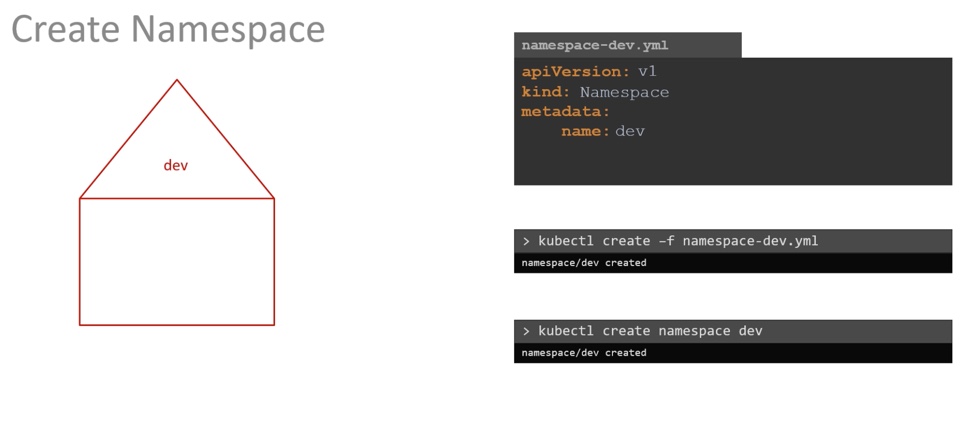 Create Namespace
dev
namespace-dev.yml
apiVersion: v1
kind: Namespace
metadata:
    name: dev
> kubectl create –f namespace-dev.yml
namespace/dev created
> kubectl create namespace dev
namespace/dev created